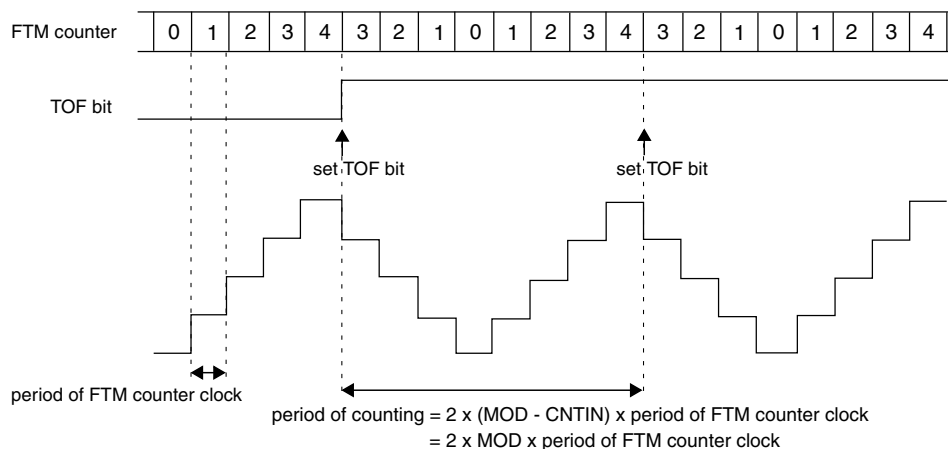 FTM counter 0 1 2 3 4 3 2 1 0 1 2 3 4 3 2 1 0 1 2 3 4
TOF bit
set TOF bit set TOF bit
period of FTM counter clock
period of counting = 2 x (MOD - CNTIN) x period of FTM counter clock
= 2 x MOD x period of FTM counter clock